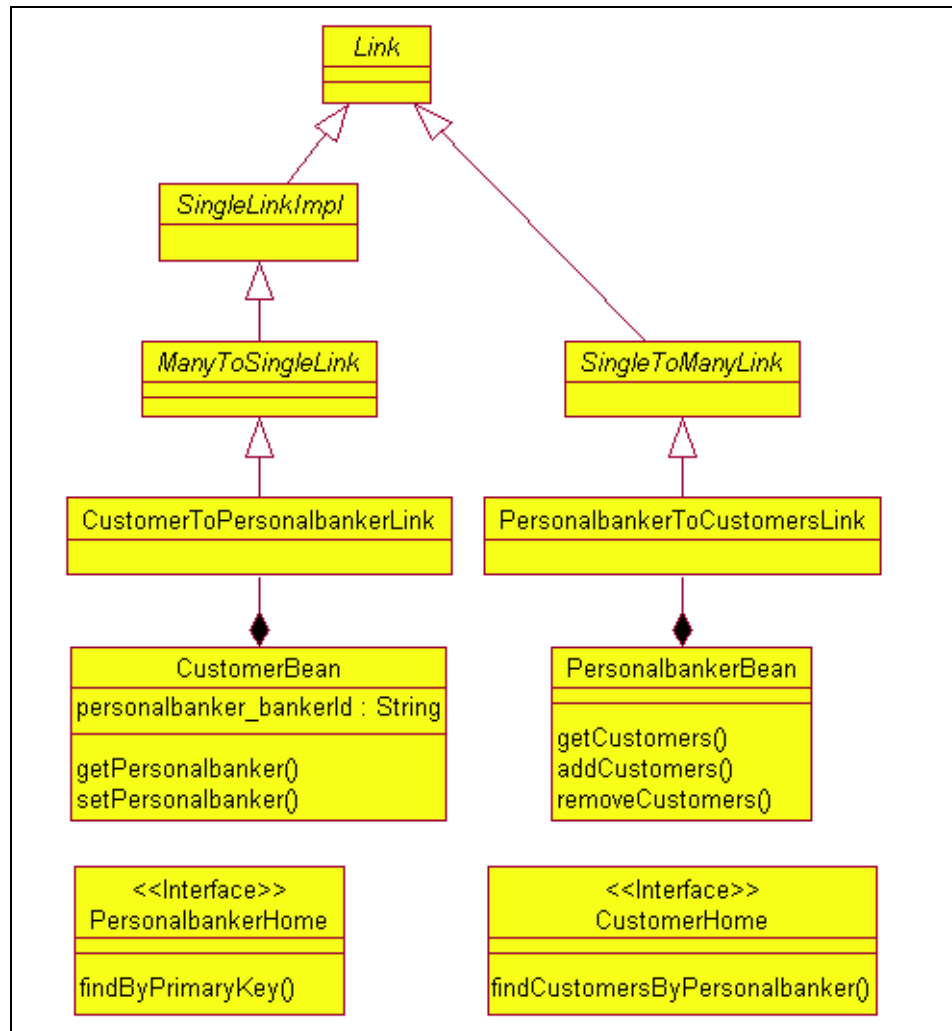 Link
SingleLinkImpl
ManyToSingleLink
SingleToManyLink
CustomerToPersonalbankerLink
PersonalbankerToCustomersLink
CustomerBean
personalbanker_bankerId : String
getPersonalbanker()
setPersonalbanker()
PersonalbankerBean
getCustomers()
addCustomers()
removeCustomers()
<<Interface>>
PersonalbankerHome
findByPrimaryKey()
<<Interface>>
CustomerHome
findCustomersByPersonalbanker()